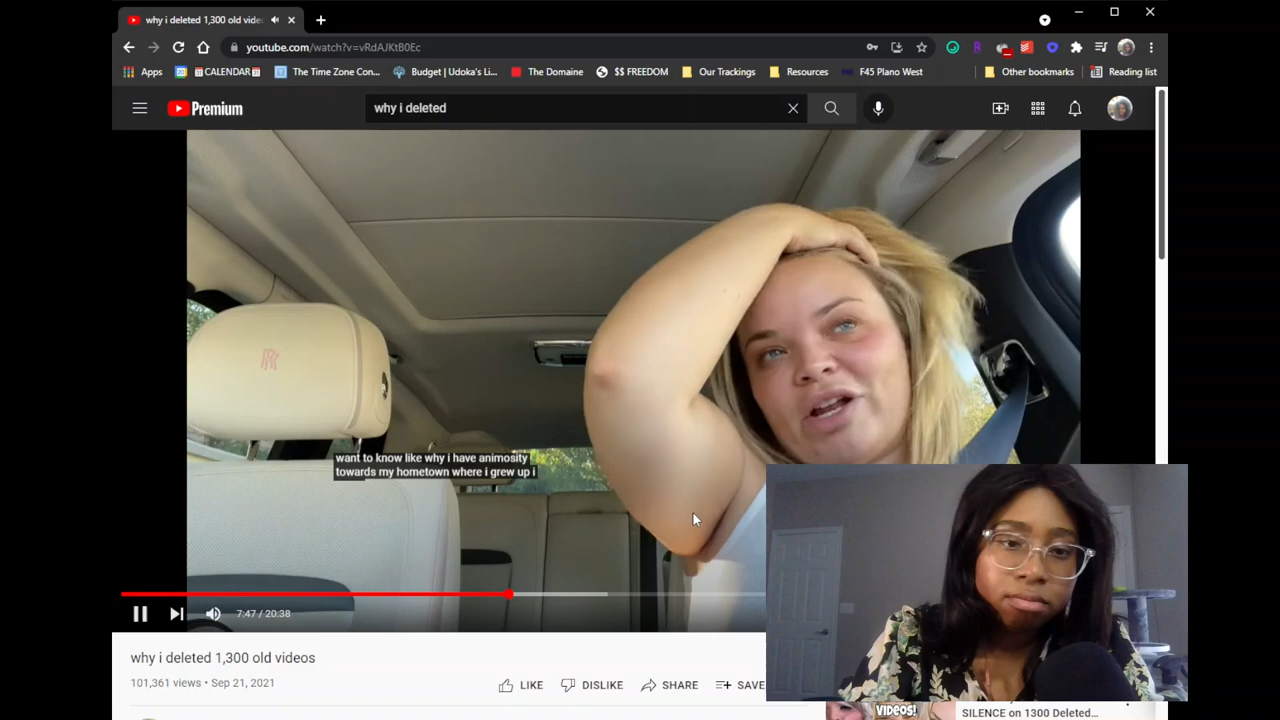 why i deleted 1,300 old vide
youtube.com/watch?v=vRdAJKtB0Ec
Apps
CALENDAR
The Time Zone Con...
Budget | Udoka's Li...
The Domaine
$$ FREEDOM
Our Trackings
Resources
F45 Plano West
Other bookmarks
Reading list
Premium
why i deleted
want to know like why i have animosity
towards my hometown where i grew up i
7:47 / 20:38
why i deleted 1,300 old videos
101,361 views • Sep 21, 2021
LIKE
DISLIKE
SHARE
SAVE
VIDEOS!
SILENCE on 1300 Deleted...